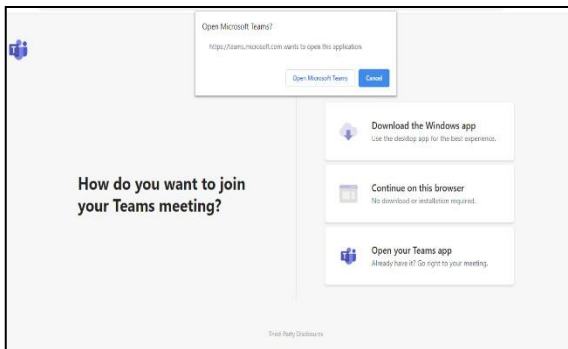 Open Microsoft Teams?
https://teams.microsoft.com wants to open this application
Open Microsoft Teams
Cancel
How do you want to join
your Teams meeting?
Download the Windows app
Use the desktop app for the best experience.
Continue on this browser
No download or installation required.
Open your Teams app
Already have it? Go right to your meeting.
Third Party Disclosures